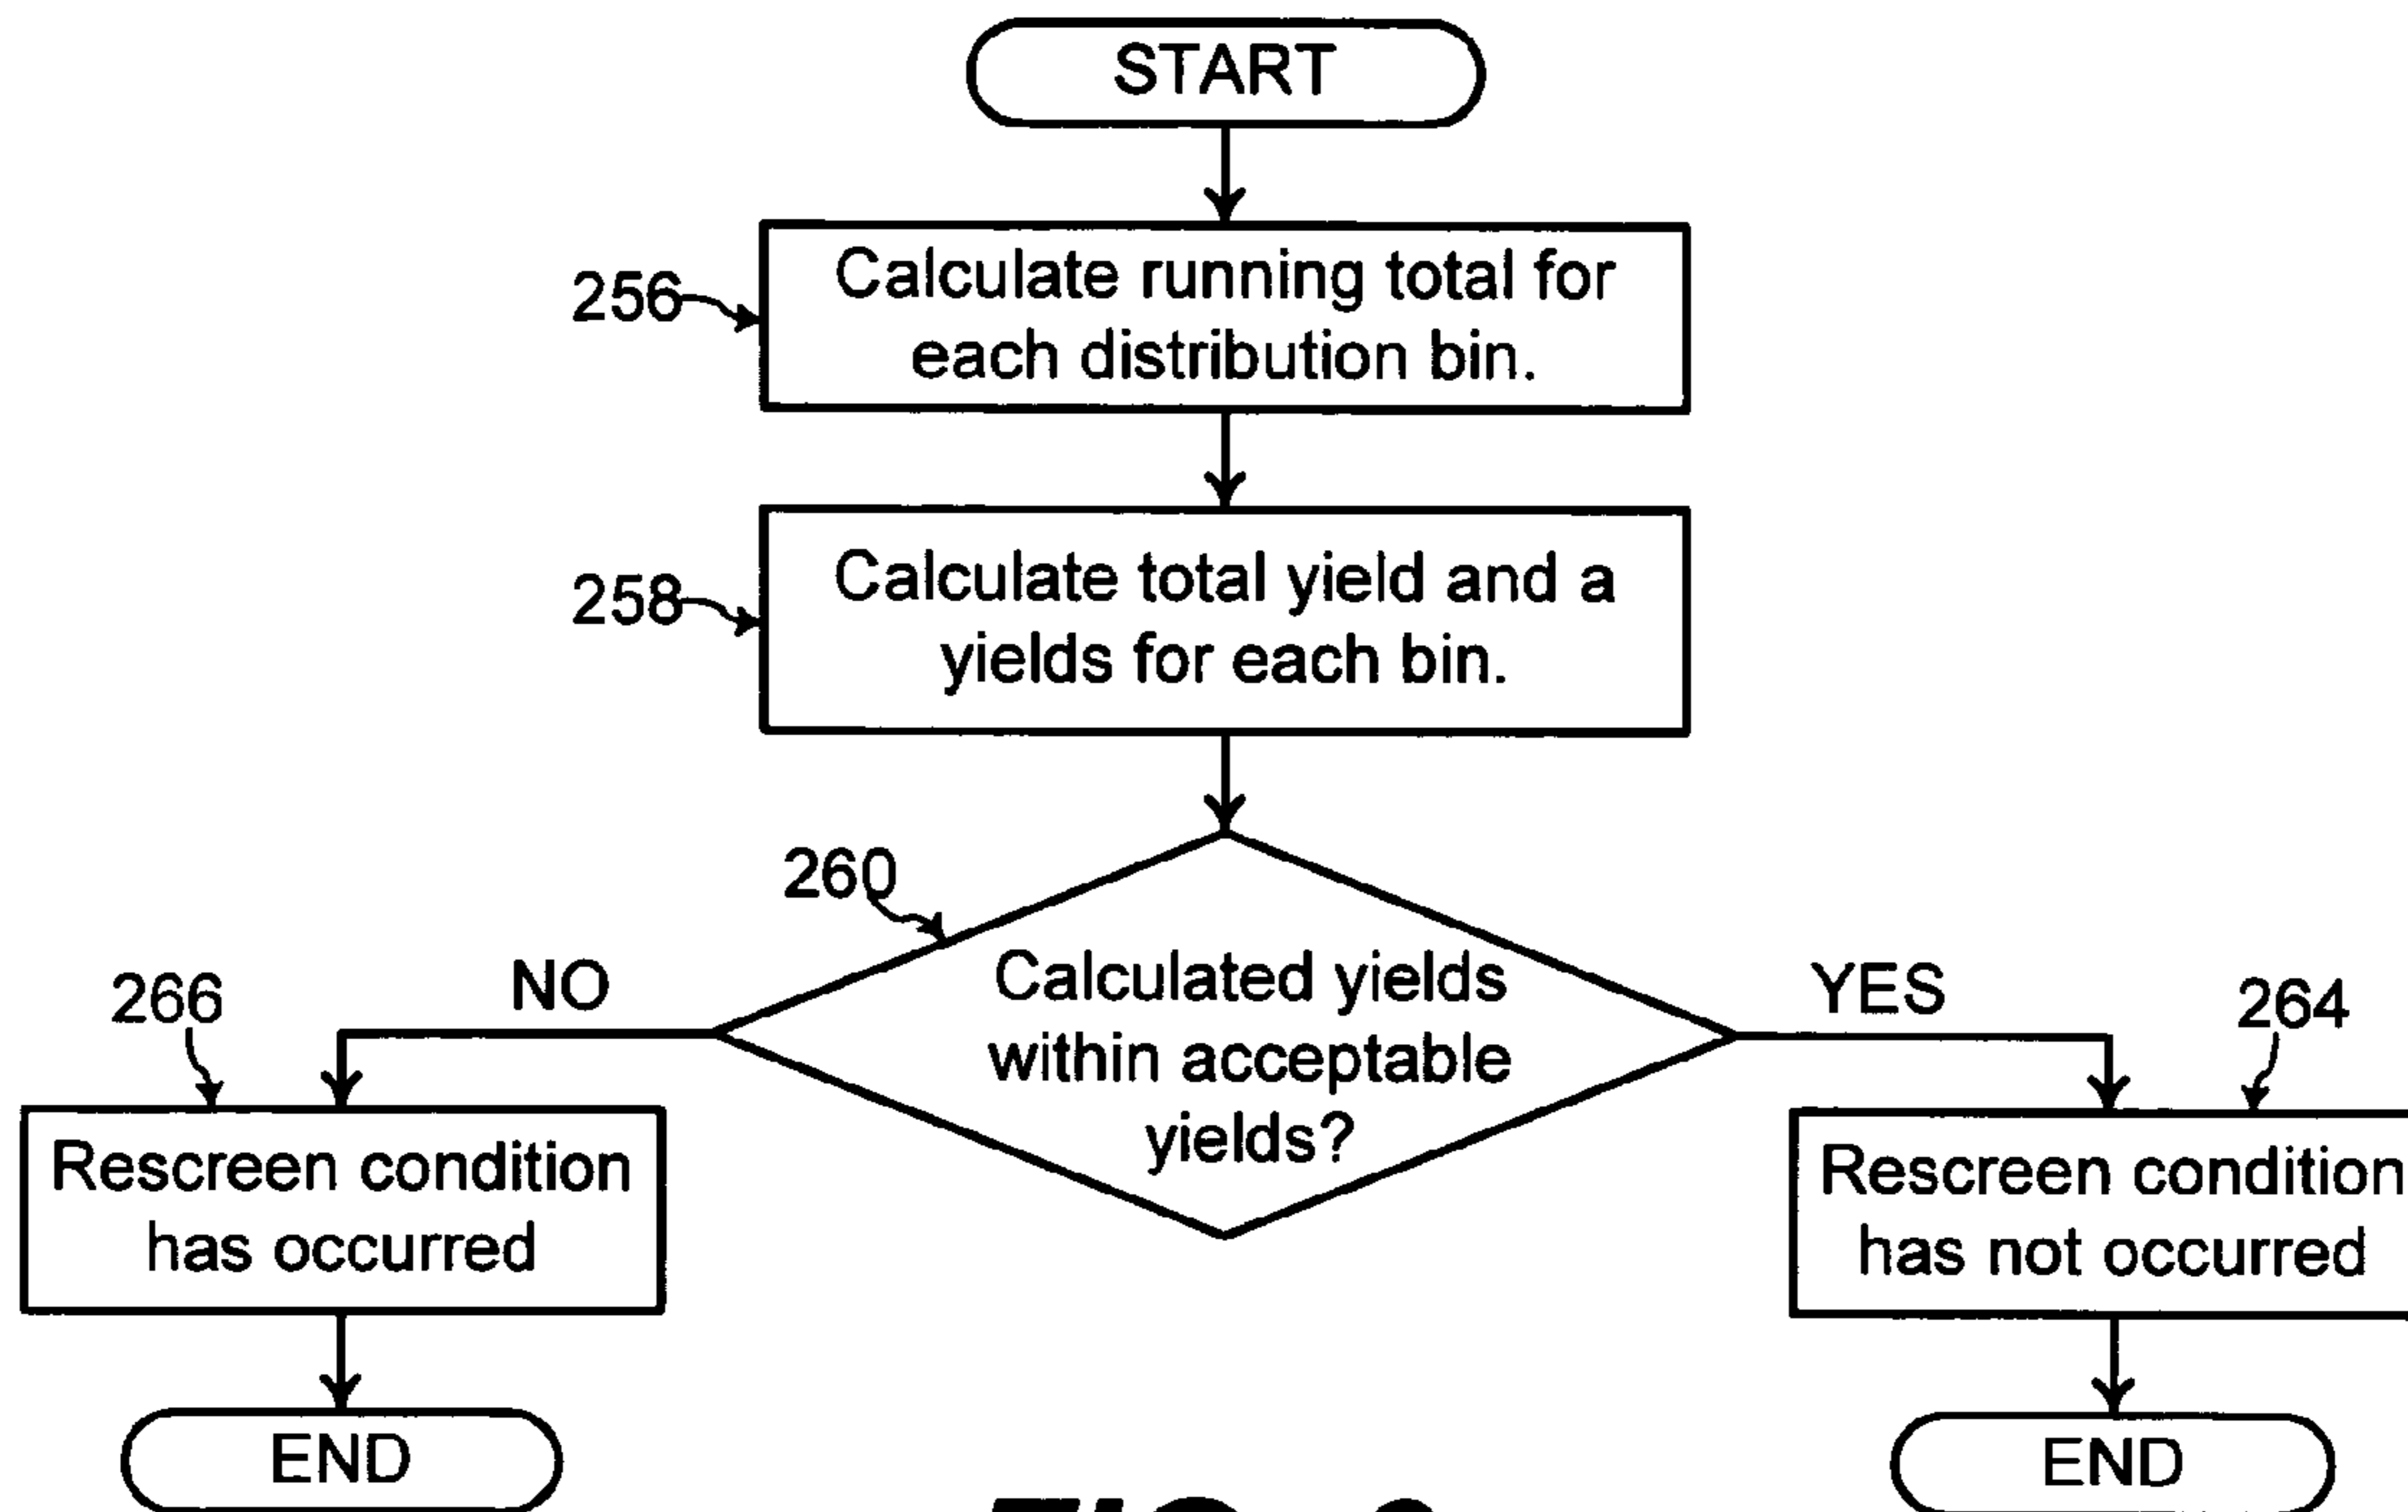 START
256
Calculate running total for
each distribution bin.
258
Calculate total yield and a
yields for each bin.
260
Calculated yields
within acceptable
yields?
NO
YES
266
264
Rescreen condition
has occurred
Rescreen condition
has not occurred
END
END